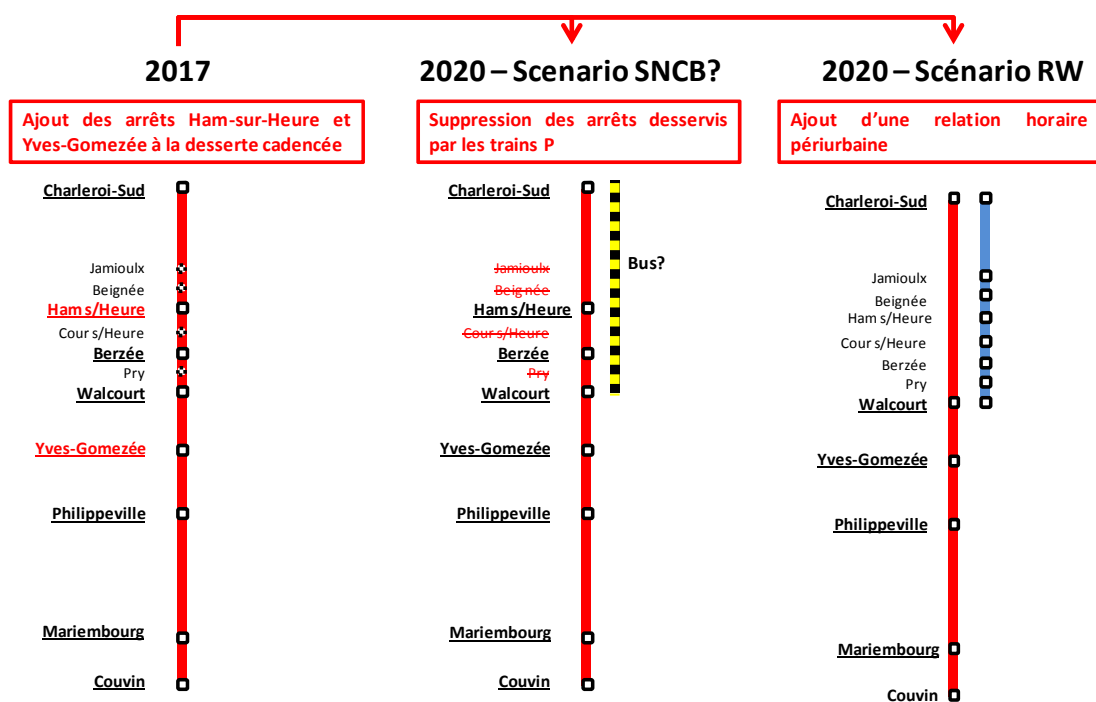 2017
Ajout des arrêts Ham-sur-Heure et
Yves-Gomezée à la desserte cadencée
Charleroi-Sud
Jamioulx
Beignée
Ham s/Heure
Cour s/Heure
Berzée
Pry
Walcourt
Yves-Gomezée
Philippeville
Mariembourg
Couvin
2020 – Scenario SNCB?
Suppression des arrêts desservis
par les trains P
Charleroi-Sud
Bus?
Jamioulx
Beignée
Ham s/Heure
Cour s/Heure
Berzée
Pry
Walcourt
Yves-Gomezée
Philippeville
Mariembourg
Couvin
2020 – Scénario RW
Ajout d'une relation horaire
périurbaine
Charleroi-Sud
Jamioulx
Beignée
Ham s/Heure
Cour s/Heure
Berzée
Pry
Walcourt
Yves-Gomezée
Philippeville
Mariembourg
Couvin